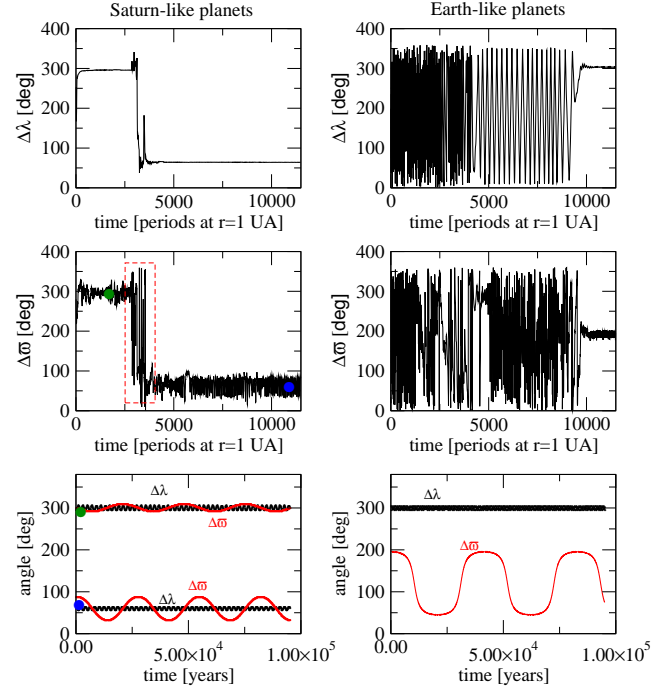 Saturn-like planets
Earth-like planets
400
300
200
100
0
Δλ [deg]
0
5000
10000
time [periods at r=1 UA]
400
300
200
100
0
Δλ [deg]
0
5000
10000
time [periods at r=1 UA]
400
300
200
100
0
Δϖ [deg]
0
5000
10000
time [periods at r=1 UA]
400
300
200
100
0
Δϖ [deg]
0
5000
10000
time [periods at r=1 UA]
400
300
200
100
0
angle [deg]
Δλ
Δϖ
Δϖ
Δλ
0.00
5.00×10⁴
1.00×10⁵
time [years]
400
300
200
100
0
angle [deg]
Δλ
Δϖ
0.00
5.00×10⁴
1.00×10⁵
time [years]